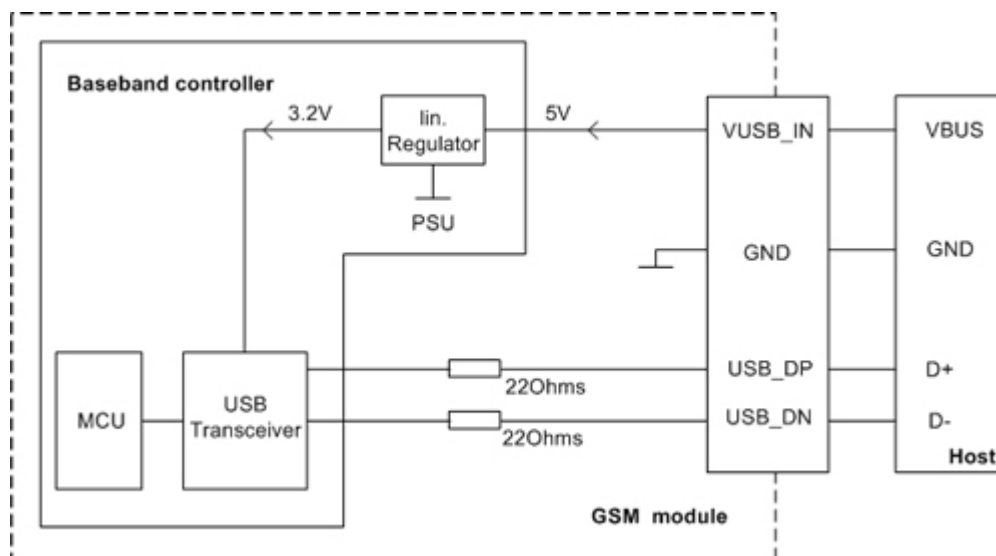 Baseband controller
3.2V
lin.
Regulator
5V
VUSB_IN
VBUS
PSU
GND
GND
USB_DP
D+
22Ohms
MCU
USB
Transceiver
USB_DN
D-
22Ohms
Host
GSM module